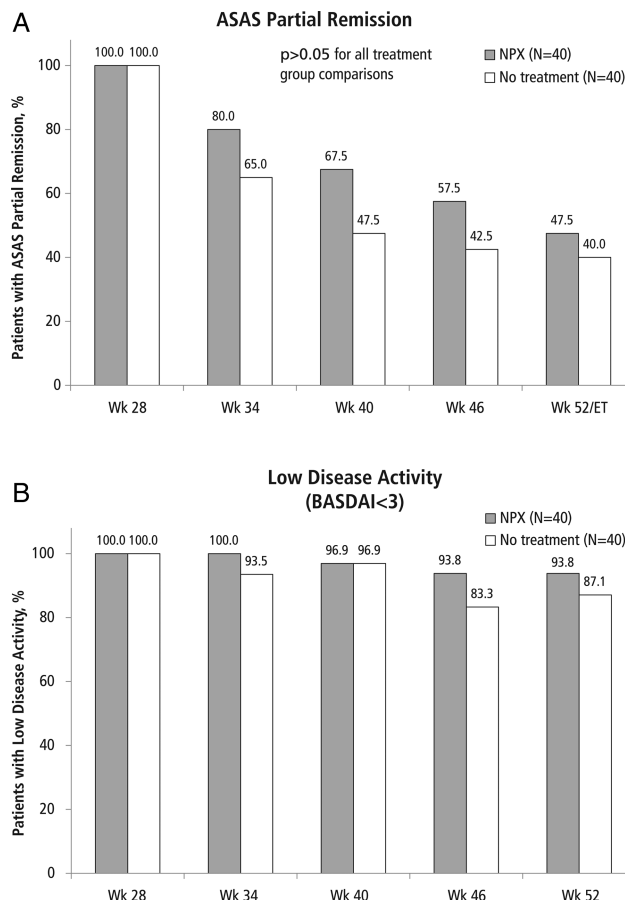 A
ASAS Partial Remission
p>0.05 for all treatment
group comparisons
NPX (N=40)
No treatment (N=40)
Patients with ASAS Partial Remission, %
100
80
60
40
20
0
100.0 100.0
80.0
65.0
67.5
47.5
57.5
42.5
47.5
40.0
Wk 28 Wk 34 Wk 40 Wk 46 Wk 52/ET
B
Low Disease Activity
(BASDAI<3)
NPX (N=40)
No treatment (N=40)
Patients with Low Disease Activity, %
100
80
60
40
20
0
100.0 100.0
100.0
93.5
96.9 96.9
93.8
83.3
93.8
87.1
Wk 28 Wk 34 Wk 40 Wk 46 Wk 52